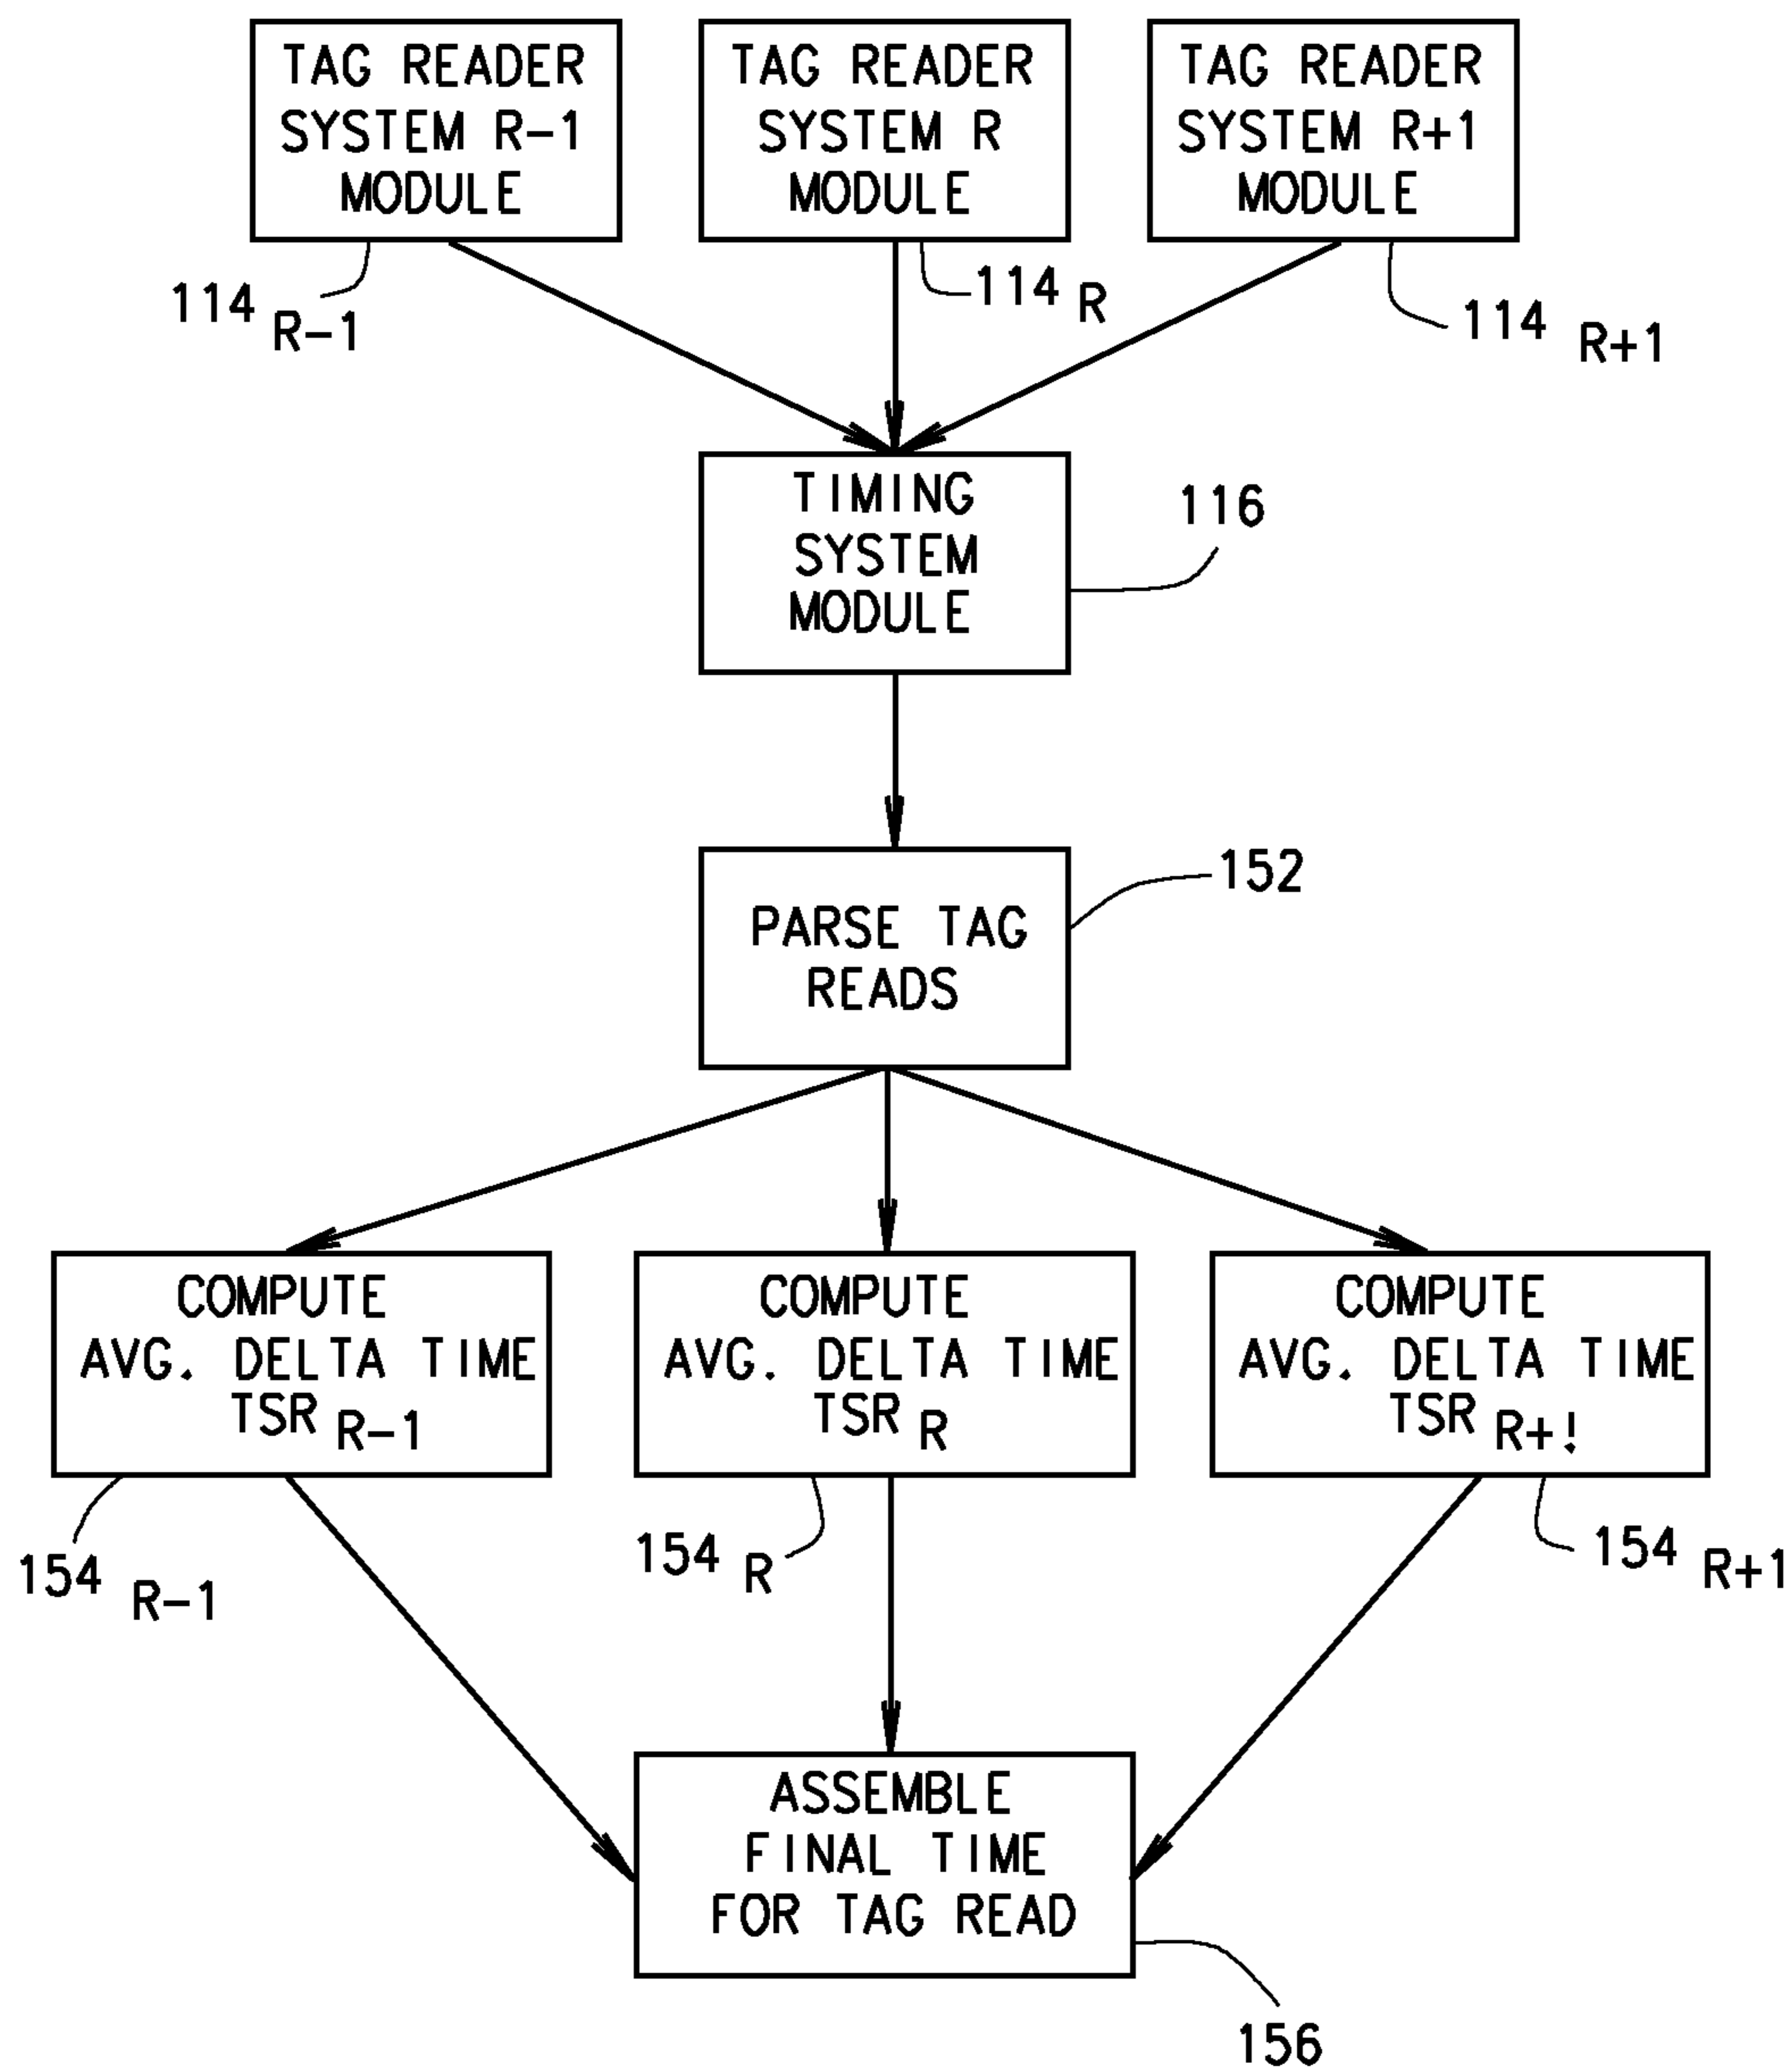 TAG READER
SYSTEM R-1
MODULE
TAG READER
SYSTEM R
MODULE
TAG READER
SYSTEM R+1
MODULE
114 R-1
114 R
114 R+1
TIMING
SYSTEM
MODULE
116
PARSE TAG
READS
152
COMPUTE
AVG. DELTA TIME
TSR R-1
COMPUTE
AVG. DELTA TIME
TSR R
COMPUTE
AVG. DELTA TIME
TSR R+!
154 R-1
154 R
154 R+1
ASSEMBLE
FINAL TIME
FOR TAG READ
156